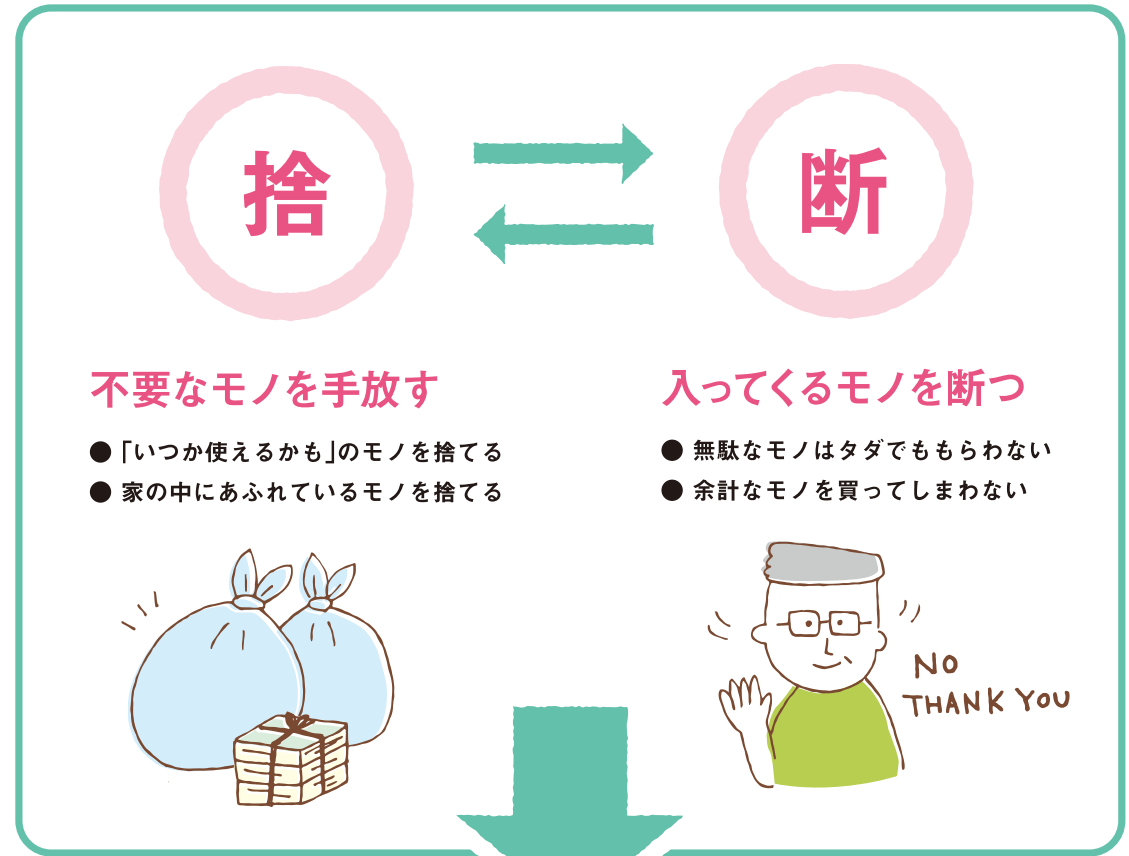 捨
断
不要なモノを手放す
●「いつか使えるかも」のモノを捨てる
● 家の中にあふれているモノを捨てる
入ってくるモノを断つ
● 無駄なモノはタダでももらわない
● 余計なモノを買ってしまわない
NO
THANK YOU